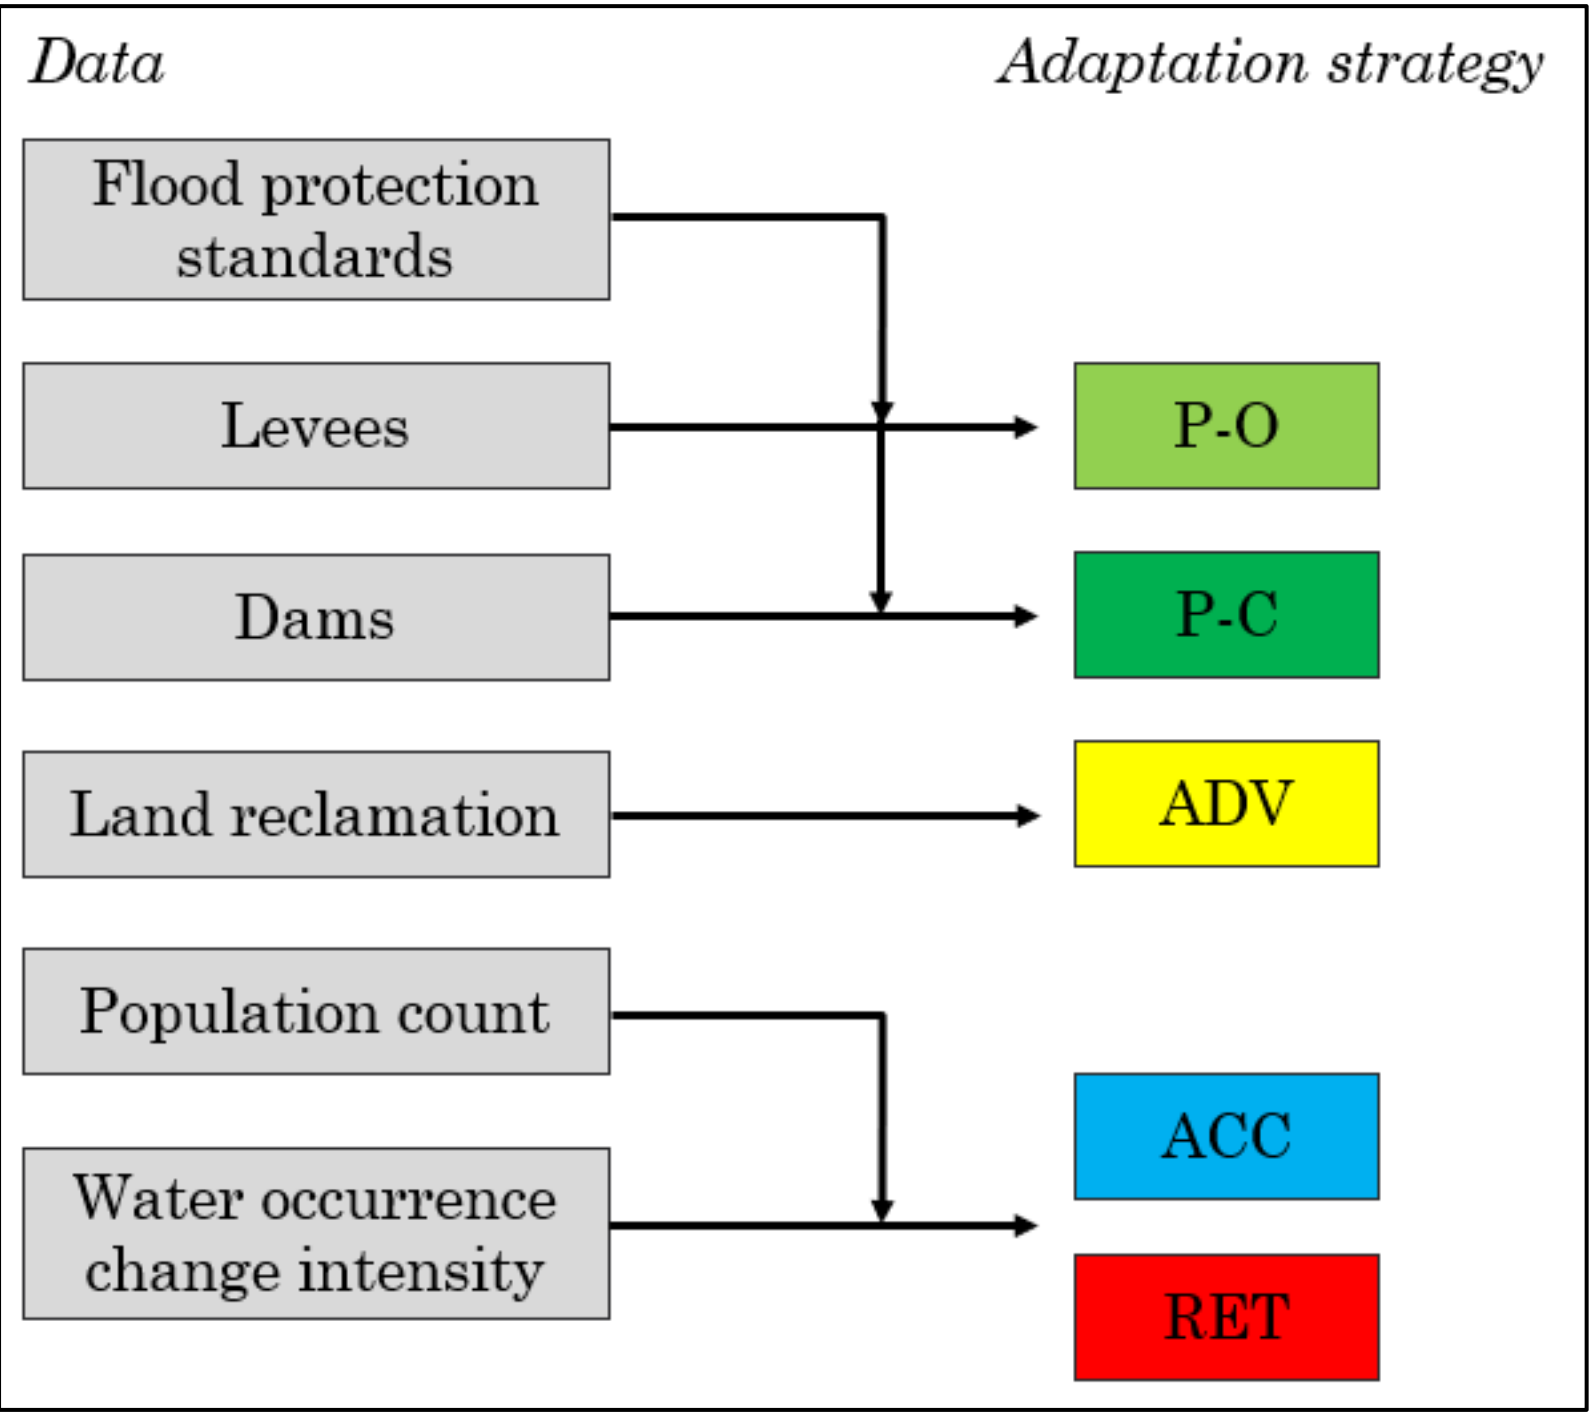 Data
Adaptation strategy
Flood protection
standards
Levees
P-O
Dams
P-C
Land reclamation
ADV
Population count
ACC
Water occurrence
change intensity
RET